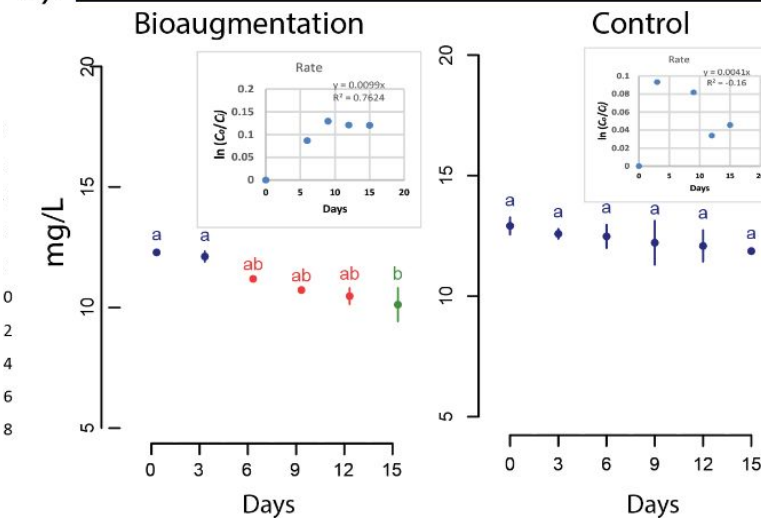 Bioaugmentation
Control
Rate
y = 0.0099x
R² = 0.7624
0.2
0.15
0.1
0.05
0
ln (C₀/Cᵢ)
0 5 10 15 20
Days
20
15
10
5
mg/L
a a ab ab ab b
0 3 6 9 12 15
Days
Rate
y = 0.0041x
R² = -0.16
0.1
0.08
0.06
0.04
0.02
0
ln (C₀/Cᵢ)
0 5 10 15 20
Days
20
15
10
5
a a a a a a
0 3 6 9 12 15
Days
0
2
4
6
8